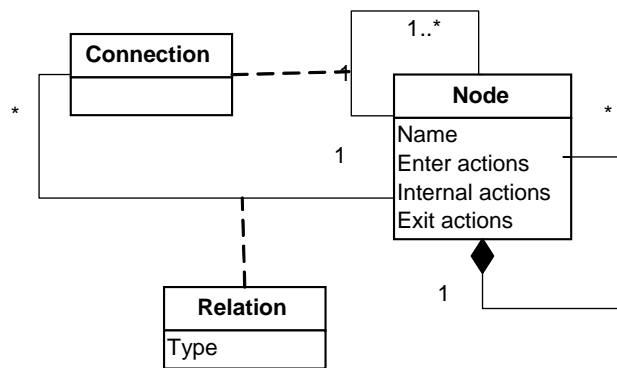 1..*
Connection
1
Node
*
*
Name
1
Enter actions
Internal actions
Exit actions
1
Relation
Type